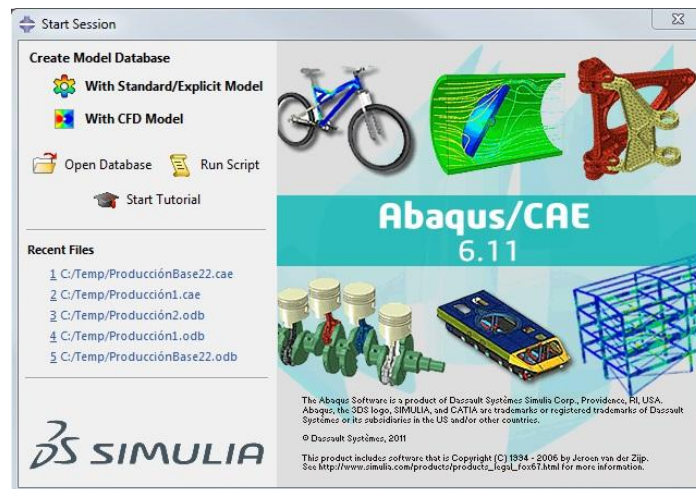 Start Session
Create Model Database
With Standard/Explicit Model
With CFD Model
Open Database
Run Script
Start Tutorial
Recent Files
1 C:/Temp/ProducciónBase22.cae
2 C:/Temp/Producción1.cae
3 C:/Temp/Producción2.odb
4 C:/Temp/Producción1.odb
5 C:/Temp/ProducciónBase22.odb
3DS SIMULIA
Abaqus/CAE
6.11
The Abaqus Software is a product of Dassault Systèmes Simulia Corp., Providence, RI, USA.
Abaqus, the 3DS logo, SIMULIA, and CATIA are trademarks or registered trademarks of Dassault
Systèmes or its subsidiaries in the US and/or other countries.
© Dassault Systèmes, 2011
This product includes software that is Copyright (C) 1994 - 2006 by Jeroen van der Zijp.
See http://www.simulia.com/products/products_legal_fox67.html for more information.